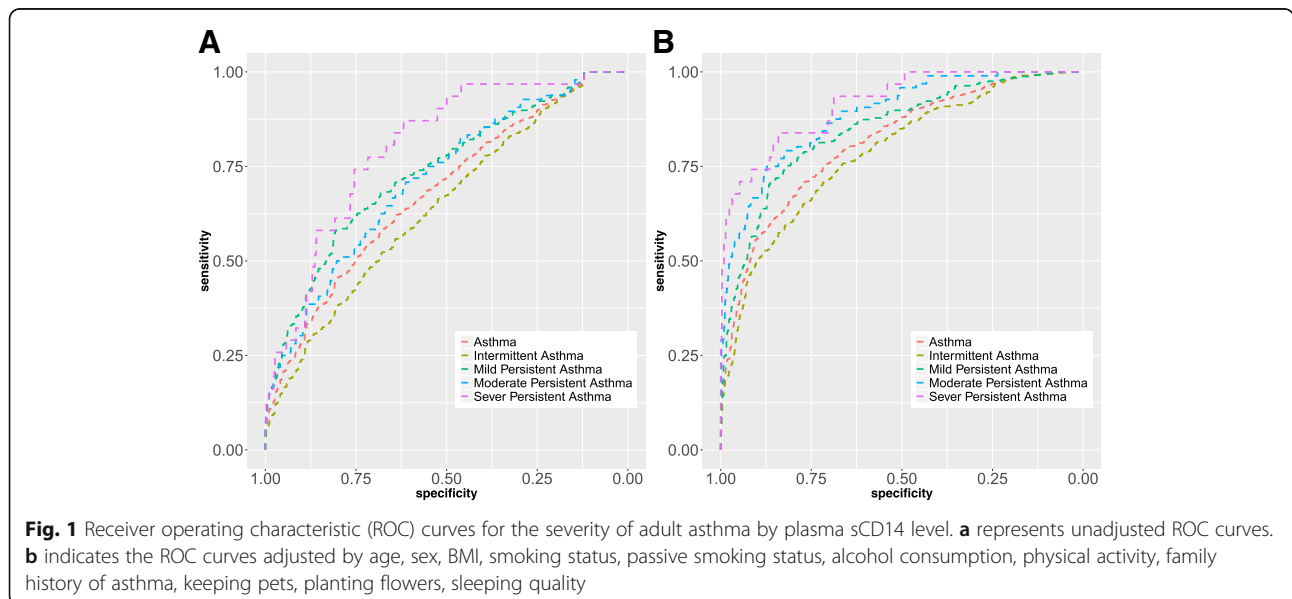 A
1.00
0.75
0.50
0.25
0.00
sensitivity
1.00 0.75 0.50 0.25 0.00
specificity
Asthma
Intermittent Asthma
Mild Persistent Asthma
Moderate Persistent Asthma
Sever Persistent Asthma
B
1.00
0.75
0.50
0.25
0.00
sensitivity
1.00 0.75 0.50 0.25 0.00
specificity
Asthma
Intermittent Asthma
Mild Persistent Asthma
Moderate Persistent Asthma
Sever Persistent Asthma
Fig. 1 Receiver operating characteristic (ROC) curves for the severity of adult asthma by plasma sCD14 level. a represents unadjusted ROC curves.
b indicates the ROC curves adjusted by age, sex, BMI, smoking status, passive smoking status, alcohol consumption, physical activity, family
history of asthma, keeping pets, planting flowers, sleeping quality